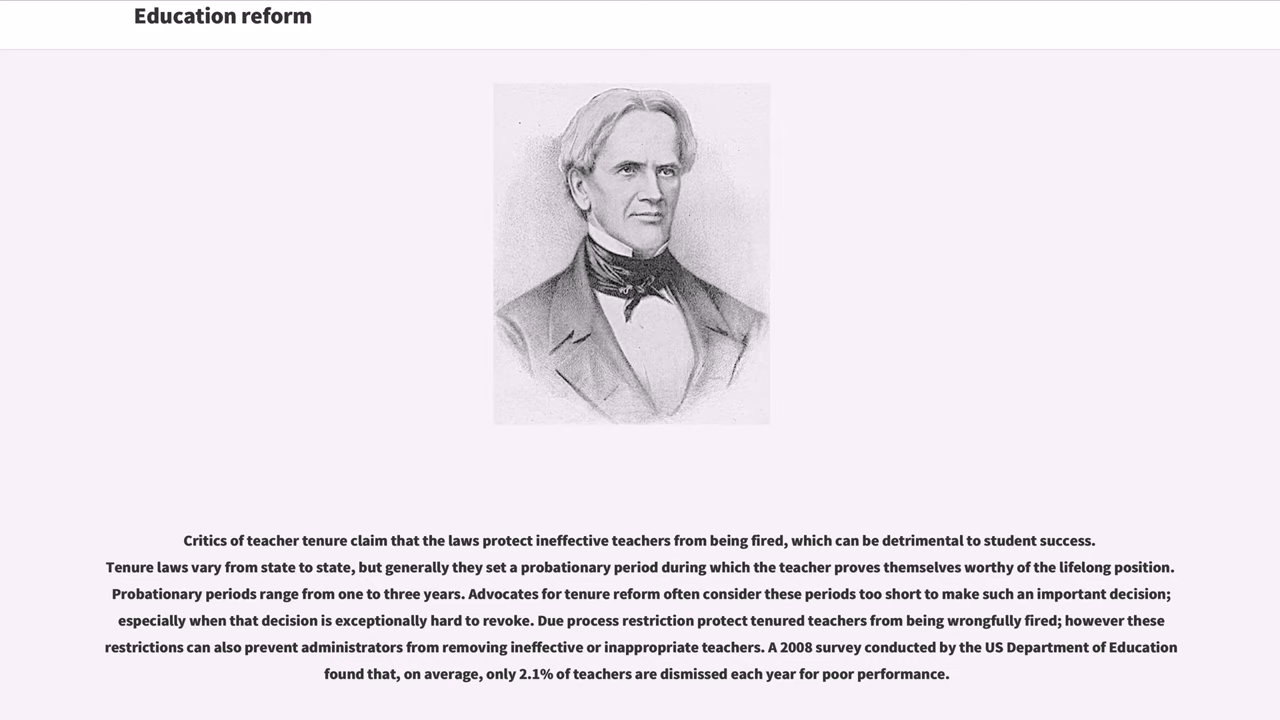 Education reform
Critics of teacher tenure claim that the laws protect ineffective teachers from being fired, which can be detrimental to student success.
Tenure laws vary from state to state, but generally they set a probationary period during which the teacher proves themselves worthy of the lifelong position.
Probationary periods range from one to three years. Advocates for tenure reform often consider these periods too short to make such an important decision;
especially when that decision is exceptionally hard to revoke. Due process restriction protect tenured teachers from being wrongfully fired; however these
restrictions can also prevent administrators from removing ineffective or inappropriate teachers. A 2008 survey conducted by the US Department of Education
found that, on average, only 2.1% of teachers are dismissed each year for poor performance.